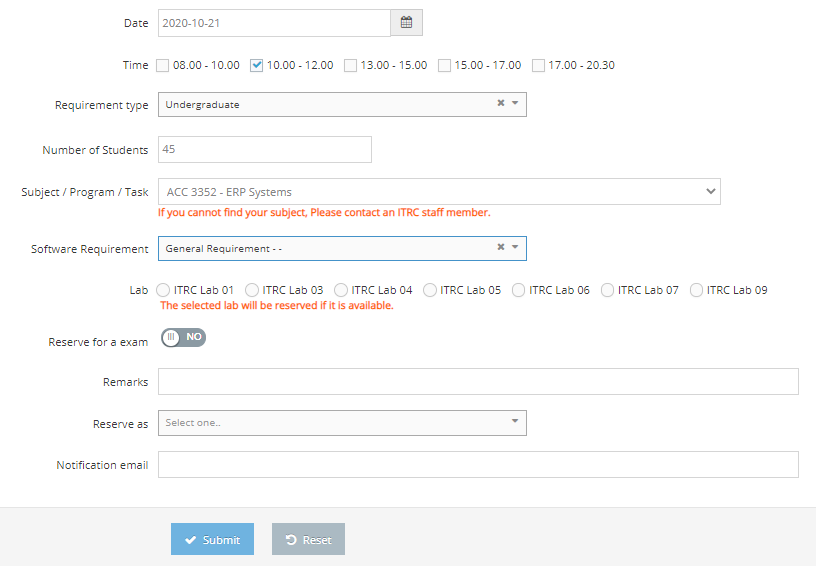 Date 2020-10-21
Time 08.00 - 10.00 10.00 - 12.00 13.00 - 15.00 15.00 - 17.00 17.00 - 20.30
Requirement type Undergraduate
Number of Students 45
Subject / Program / Task ACC 3352 - ERP Systems
If you cannot find your subject, Please contact an ITRC staff member.
Software Requirement General Requirement - -
Lab ITRC Lab 01 ITRC Lab 03 ITRC Lab 04 ITRC Lab 05 ITRC Lab 06 ITRC Lab 07 ITRC Lab 09
The selected lab will be reserved if it is available.
Reserve for a exam NO
Remarks
Reserve as Select one..
Notification email
Submit Reset